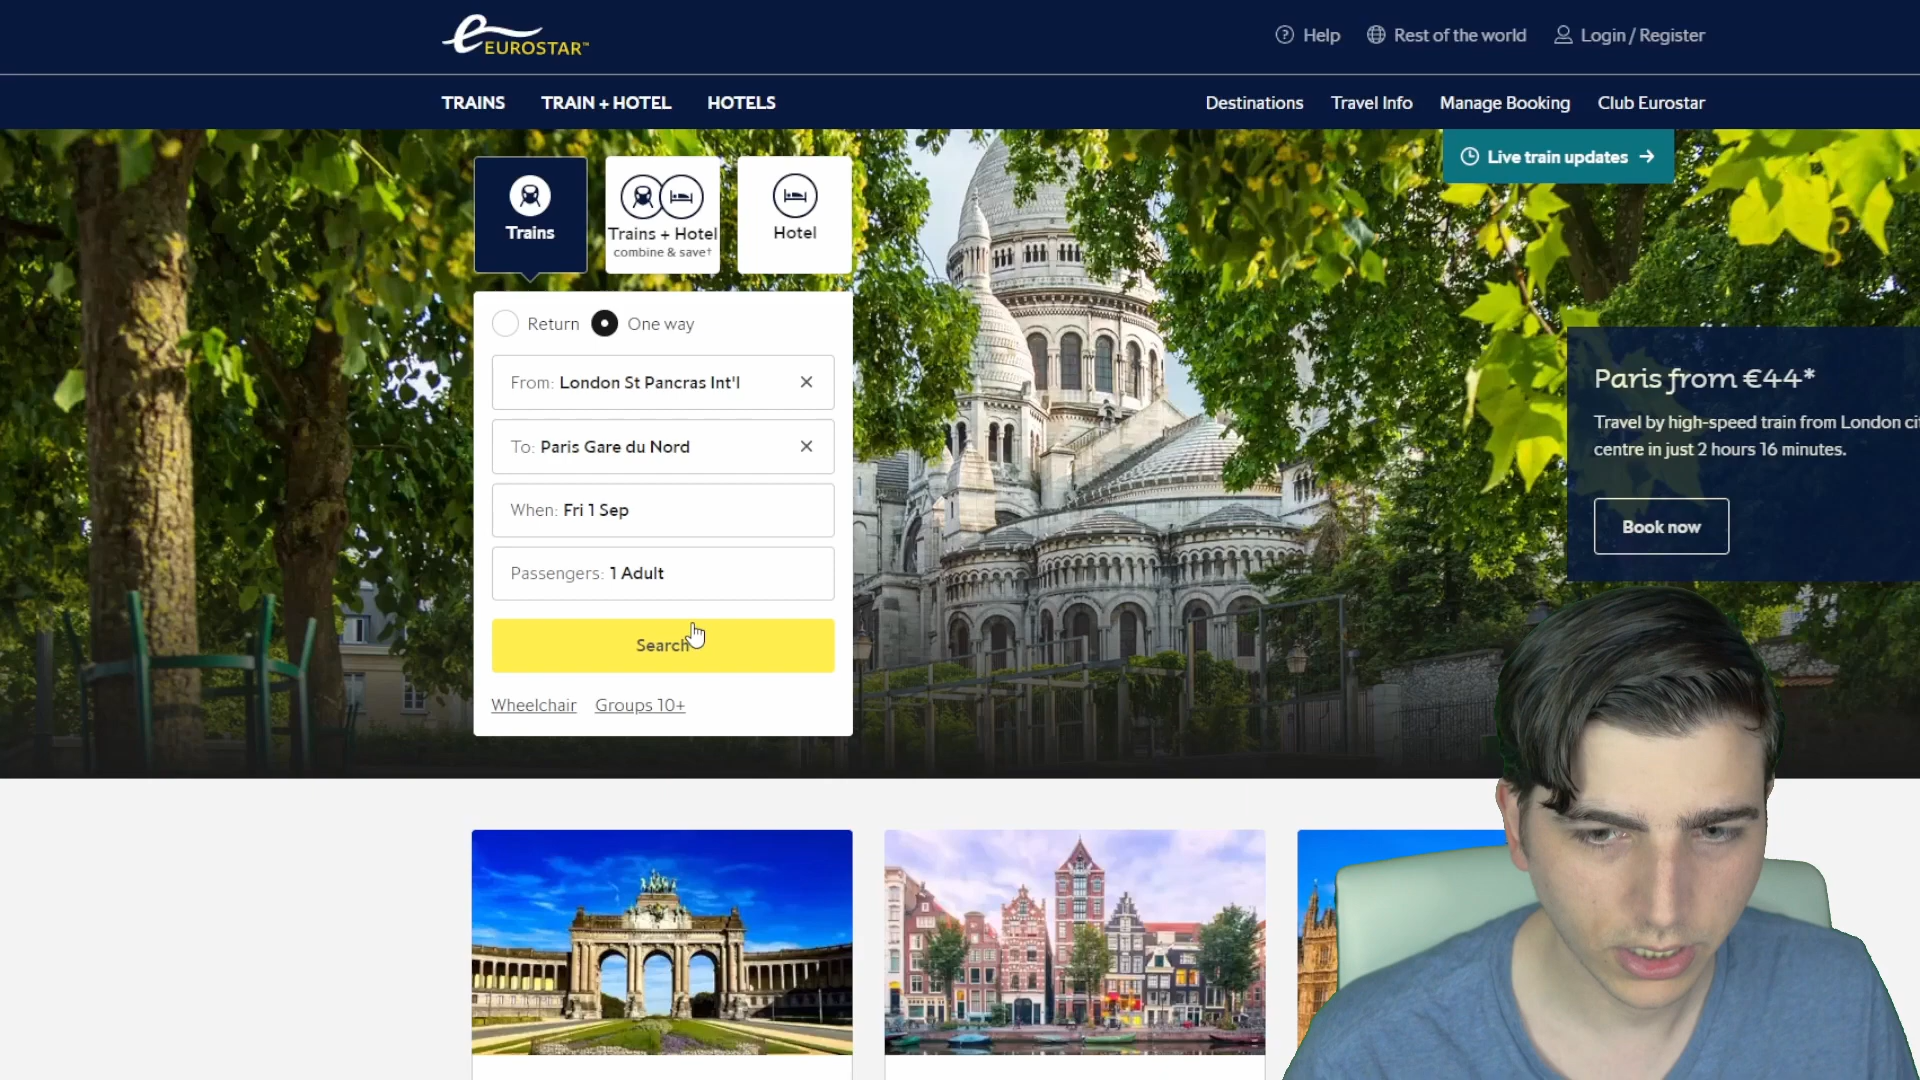 EUROSTAR™
Help
Rest of the world
Login / Register
TRAINS
TRAIN + HOTEL
HOTELS
Destinations
Travel Info
Manage Booking
Club Eurostar
Live train updates →
Trains
Trains + Hotel
combine & save†
Hotel
Return
One way
From: London St Pancras Int'l
To: Paris Gare du Nord
When: Fri 1 Sep
Passengers: 1 Adult
Search
Wheelchair
Groups 10+
Paris from €44*
Travel by high-speed train from London
centre in just 2 hours 16 minutes.
Book now